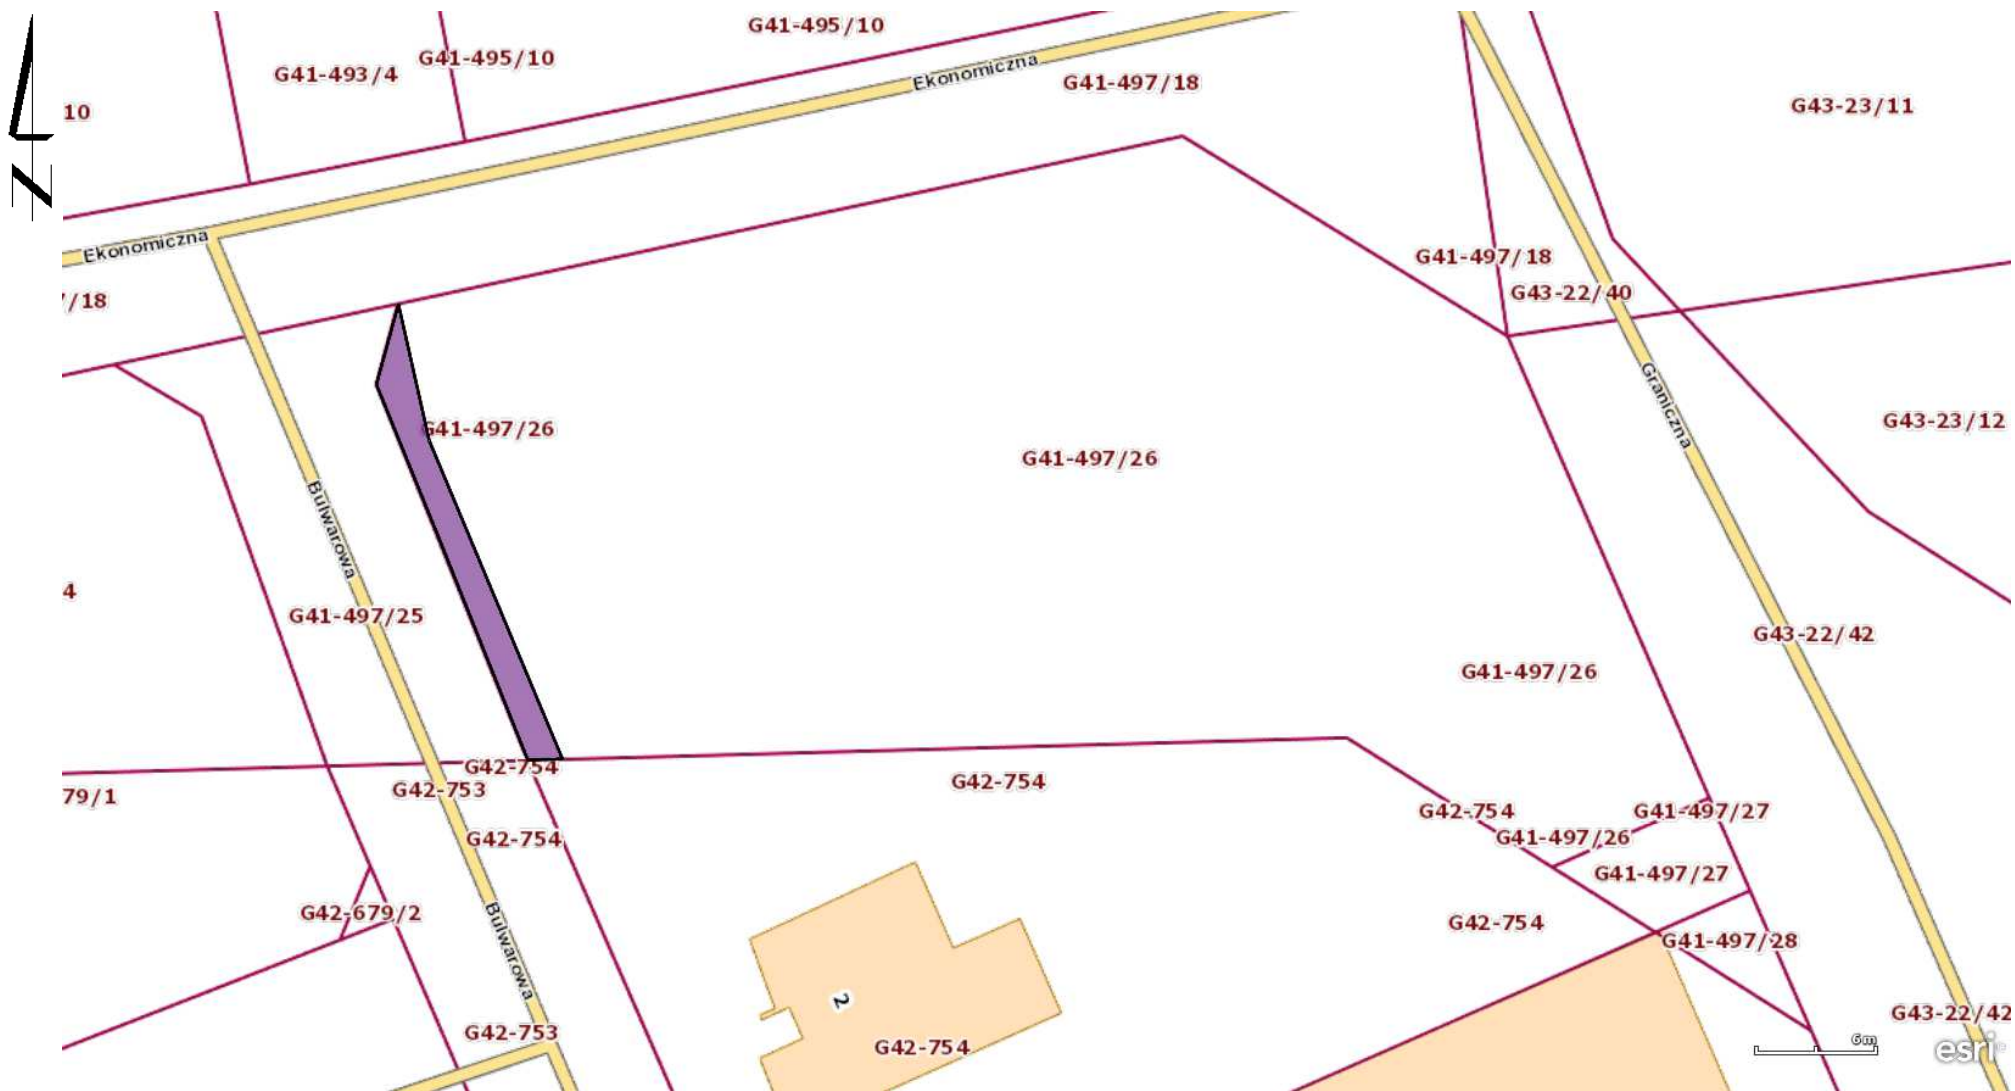 G41-495/10
G41-493/4
G41-495/10
Ekonomiczna
G41-497/18
G43-23/11
10
N
Ekonomiczna
G41-497/18
G43-22/40
/18
Graniczna
G43-23/12
G41-497/26
G41-497/26
Bulwarowa
4
G41-497/25
G43-22/42
G41-497/26
G42-754
G42-753
G42-754
79/1
G42-754
G41-497/27
G41-497/26
G42-754
G41-497/27
G42-679/2
G42-754
G41-497/28
Bulwarowa
2
G43-22/42
G42-753
G42-754
6m
esri